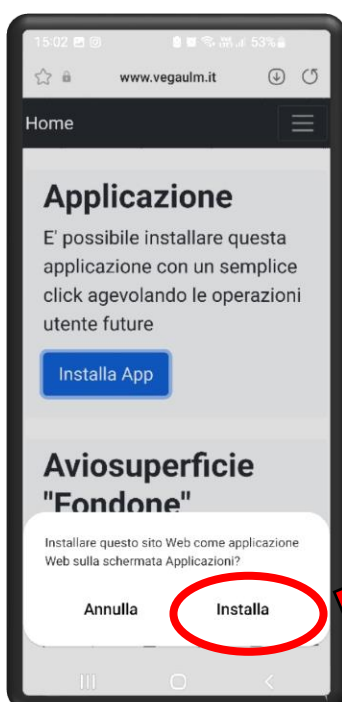 15:02 53%
www.vegaulm.it
Home
Applicazione
E' possibile installare questa
applicazione con un semplice
click agevolando le operazioni
utente future
Installa App
Aviosuperficie
"Fondone"
Installare questo sito Web come applicazione
Web sulla schermata Applicazioni?
Annulla Installa